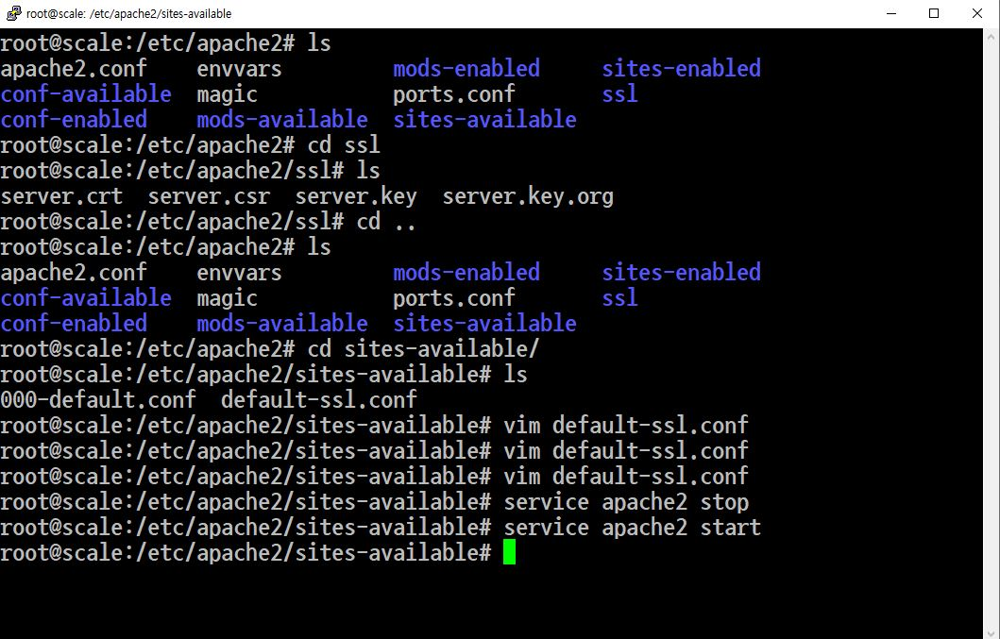 root@scale: /etc/apache2/sites-available
root@scale:/etc/apache2# ls
apache2.conf    envvars         mods-enabled     sites-enabled
conf-available  magic           ports.conf       ssl
conf-enabled    mods-available  sites-available
root@scale:/etc/apache2# cd ssl
root@scale:/etc/apache2/ssl# ls
server.crt  server.csr  server.key  server.key.org
root@scale:/etc/apache2/ssl# cd ..
root@scale:/etc/apache2# ls
apache2.conf    envvars         mods-enabled     sites-enabled
conf-available  magic           ports.conf       ssl
conf-enabled    mods-available  sites-available
root@scale:/etc/apache2# cd sites-available/
root@scale:/etc/apache2/sites-available# ls
000-default.conf  default-ssl.conf
root@scale:/etc/apache2/sites-available# vim default-ssl.conf
root@scale:/etc/apache2/sites-available# vim default-ssl.conf
root@scale:/etc/apache2/sites-available# vim default-ssl.conf
root@scale:/etc/apache2/sites-available# service apache2 stop
root@scale:/etc/apache2/sites-available# service apache2 start
root@scale:/etc/apache2/sites-available#